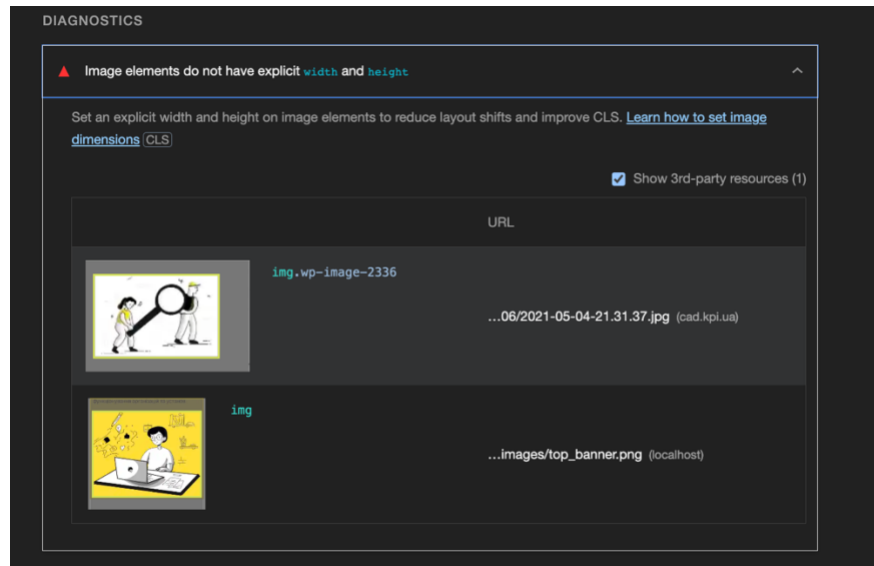 DIAGNOSTICS
Image elements do not have explicit width and height
Set an explicit width and height on image elements to reduce layout shifts and improve CLS. Learn how to set image
dimensions CLS
Show 3rd-party resources (1)
URL
img.wp-image-2336
...06/2021-05-04-21.31.37.jpg (cad.kpi.ua)
img
...images/top_banner.png (localhost)